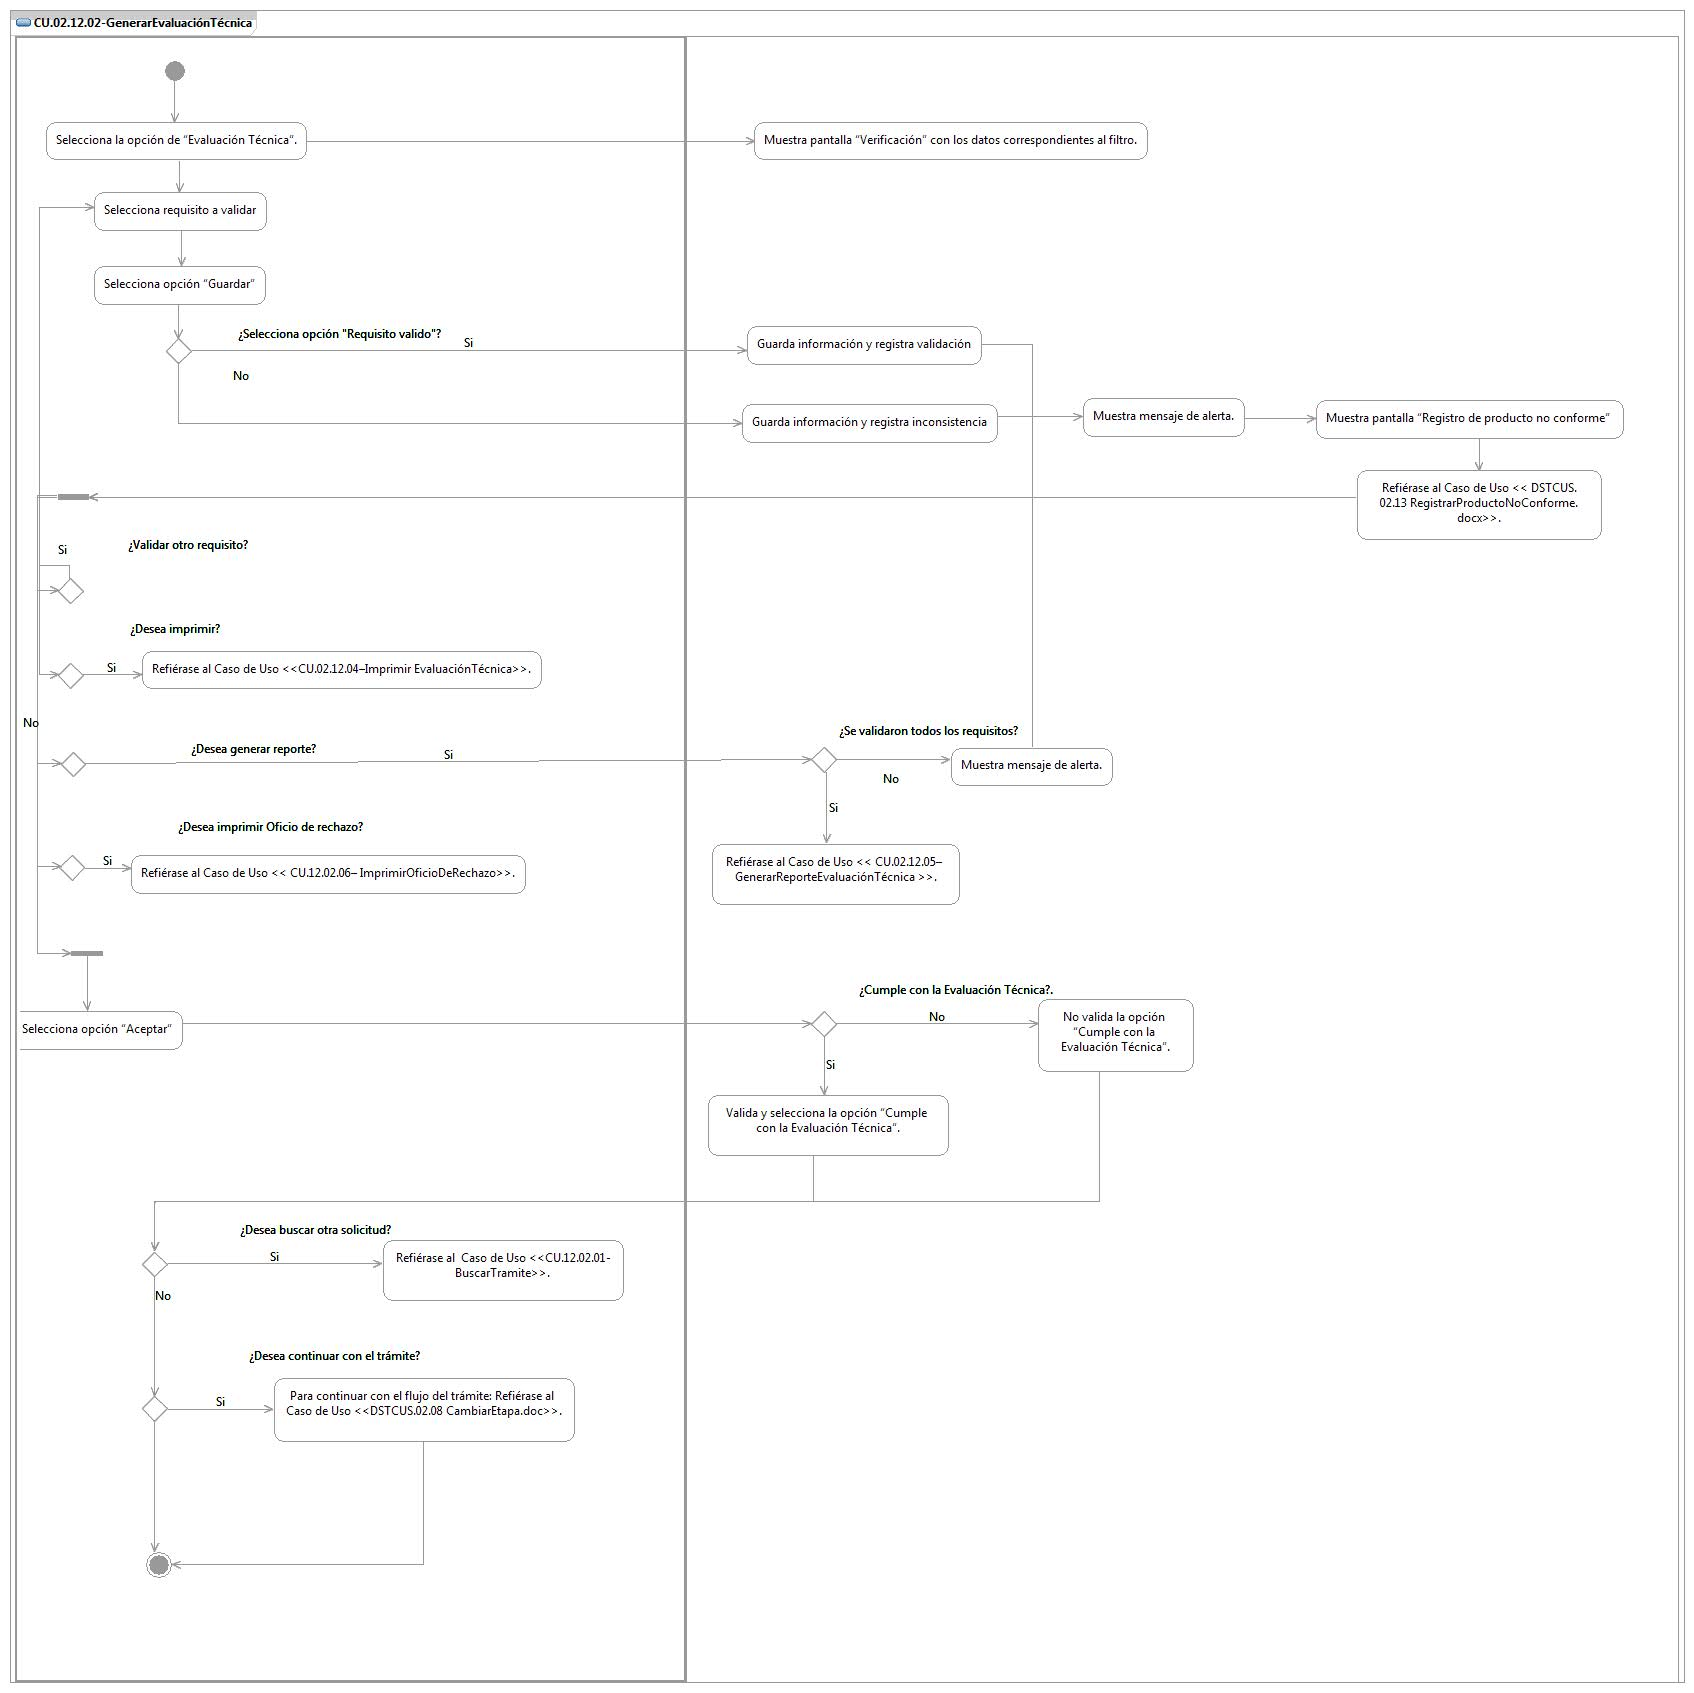 CU.02.12.02-GenerarEvaluaciónTécnica
Selecciona la opción de “Evaluación Técnica”.
Muestra pantalla “Verificación” con los datos correspondientes al filtro.
Selecciona requisito a validar
Selecciona opción “Guardar”
¿Selecciona opción "Requisito valido"?
Si
No
Guarda información y registra validación
Guarda información y registra inconsistencia
Muestra mensaje de alerta.
Muestra pantalla “Registro de producto no conforme”
Refiérase al Caso de Uso << DSTCUS.
02.13 RegistrarProductoNoConforme.
docx>>.
¿Validar otro requisito?
Si
¿Desea imprimir?
Si
Refiérase al Caso de Uso <<CU.02.12.04–Imprimir EvaluaciónTécnica>>.
No
¿Desea generar reporte?
Si
¿Se validaron todos los requisitos?
No
Muestra mensaje de alerta.
Si
Refiérase al Caso de Uso << CU.02.12.05–
GenerarReporteEvaluaciónTécnica >>.
¿Desea imprimir Oficio de rechazo?
Si
Refiérase al Caso de Uso << CU.12.02.06– ImprimirOficioDeRechazo>>.
Selecciona opción “Aceptar”
¿Cumple con la Evaluación Técnica?.
No
No valida la opción
“Cumple con la
Evaluación Técnica”.
Si
Valida y selecciona la opción “Cumple
con la Evaluación Técnica”.
¿Desea buscar otra solicitud?
Si
Refiérase al  Caso de Uso <<CU.12.02.01-
BuscarTramite>>.
No
¿Desea continuar con el trámite?
Si
Para continuar con el flujo del trámite: Refiérase al
Caso de Uso <<DSTCUS.02.08 CambiarEtapa.doc>>.